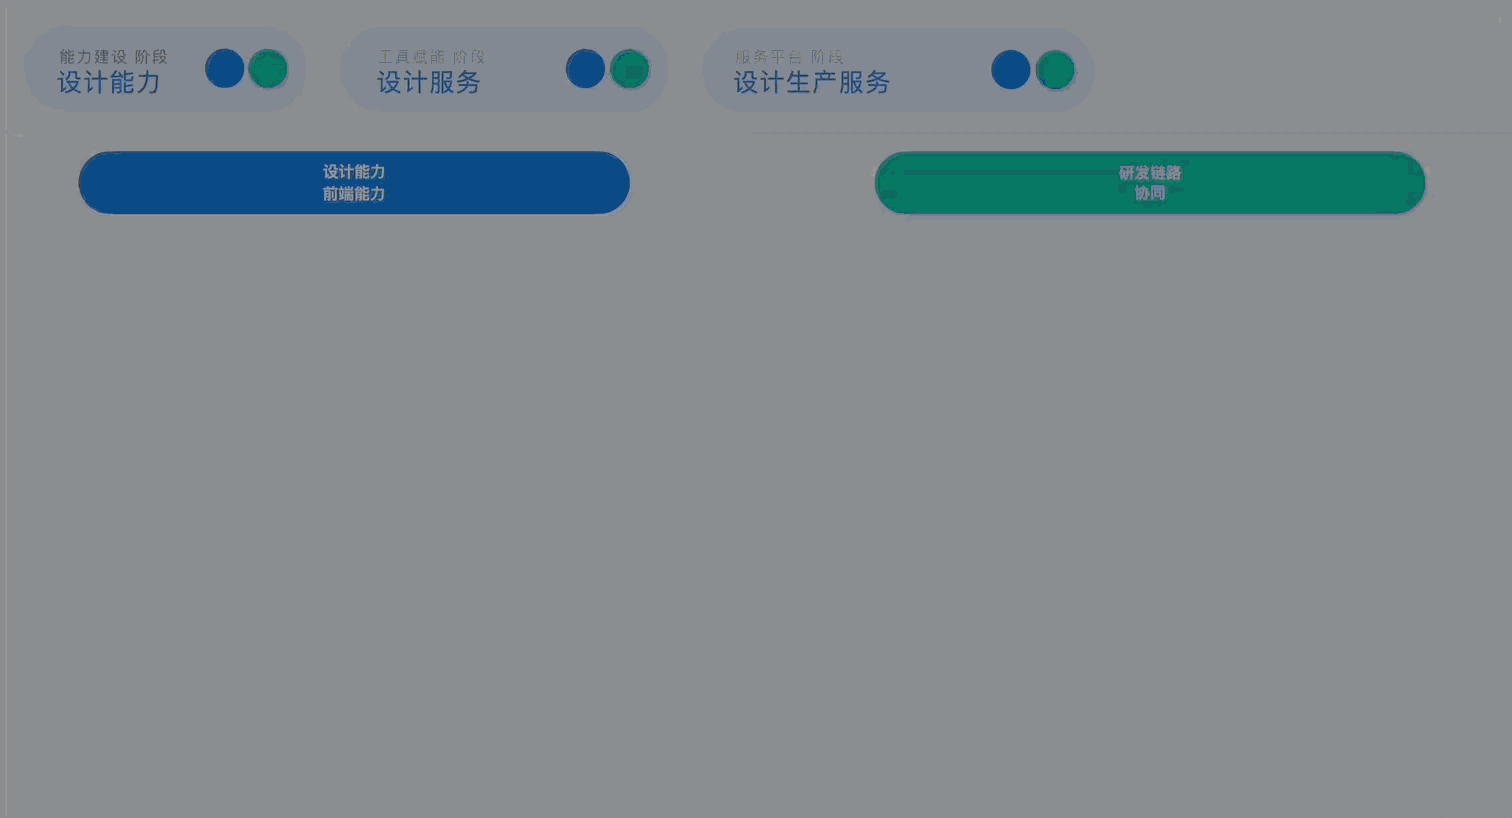 能力建设 阶段
设计能力
工具赋能 阶段
设计服务
服务平台 阶段
设计生产服务
设计能力
前端能力
研发链路
协同